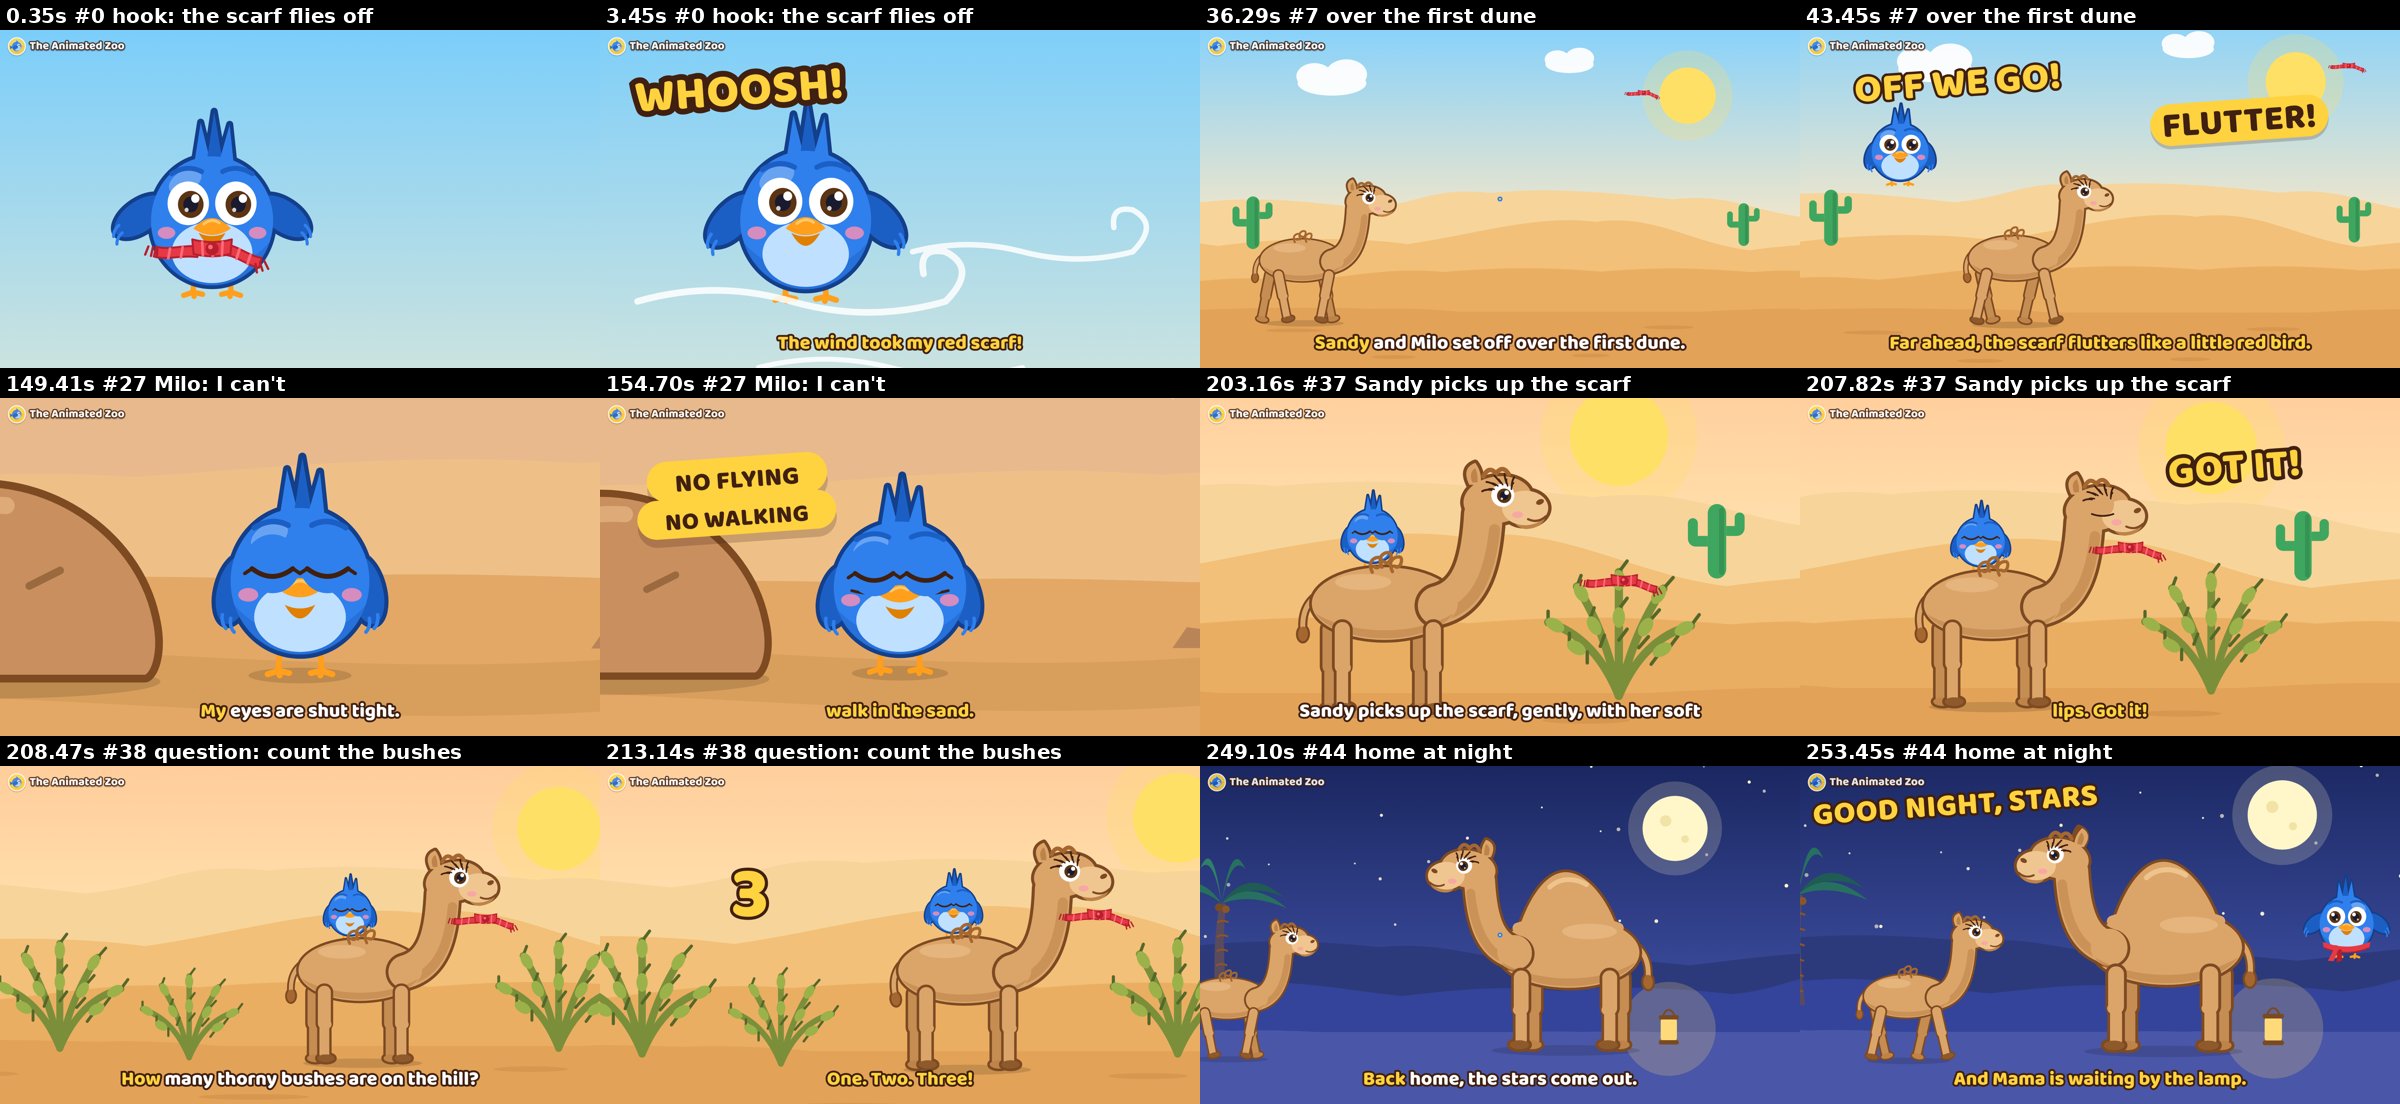 0.35s #0 hook: the scarf flies off
The Animated Zoo
3.45s #0 hook: the scarf flies off
The Animated Zoo
WHOOSH!
The wind took my red scarf!
36.29s #7 over the first dune
The Animated Zoo
Sandy and Milo set off over the first dune.
43.45s #7 over the first dune
The Animated Zoo
OFF WE GO!
FLUTTER!
Far ahead, the scarf flutters like a little red bird.
149.41s #27 Milo: I can't
The Animated Zoo
My eyes are shut tight.
154.70s #27 Milo: I can't
The Animated Zoo
NO FLYING
NO WALKING
walk in the sand.
203.16s #37 Sandy picks up the scarf
The Animated Zoo
Sandy picks up the scarf, gently, with her soft
207.82s #37 Sandy picks up the scarf
The Animated Zoo
GOT IT!
lips. Got it!
208.47s #38 question: count the bushes
The Animated Zoo
How many thorny bushes are on the hill?
213.14s #38 question: count the bushes
The Animated Zoo
3
One. Two. Three!
249.10s #44 home at night
The Animated Zoo
Back home, the stars come out.
253.45s #44 home at night
The Animated Zoo
GOOD NIGHT, STARS
And Mama is waiting by the lamp.